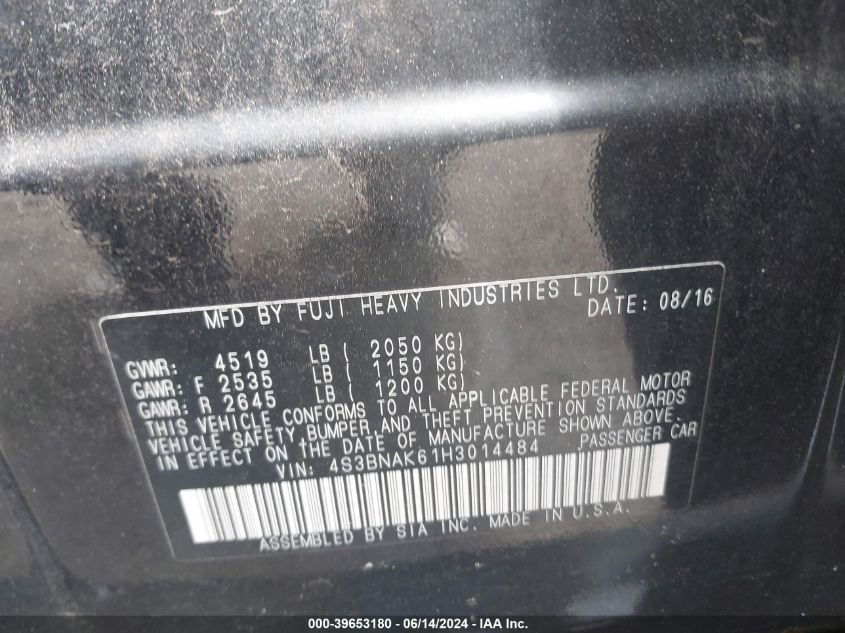 MFD BY FUJI HEAVY INDUSTRIES LTD.
DATE: 08/16
GVWR: 4519 LB ( 2050 KG)
GAWR: F 2535 LB ( 1150 KG)
GAWR: R 2645 LB ( 1200 KG)
THIS VEHICLE CONFORMS TO ALL APPLICABLE FEDERAL MOTOR
VEHICLE SAFETY, BUMPER, AND THEFT PREVENTION STANDARDS
IN EFFECT ON THE DATE OF MANUFACTURE SHOWN ABOVE.
VIN: 4S3BNAK61H3014484 PASSENGER CAR
ASSEMBLED BY SIA INC. MADE IN U.S.A.
000-39653180 - 06/14/2024 - IAA Inc.